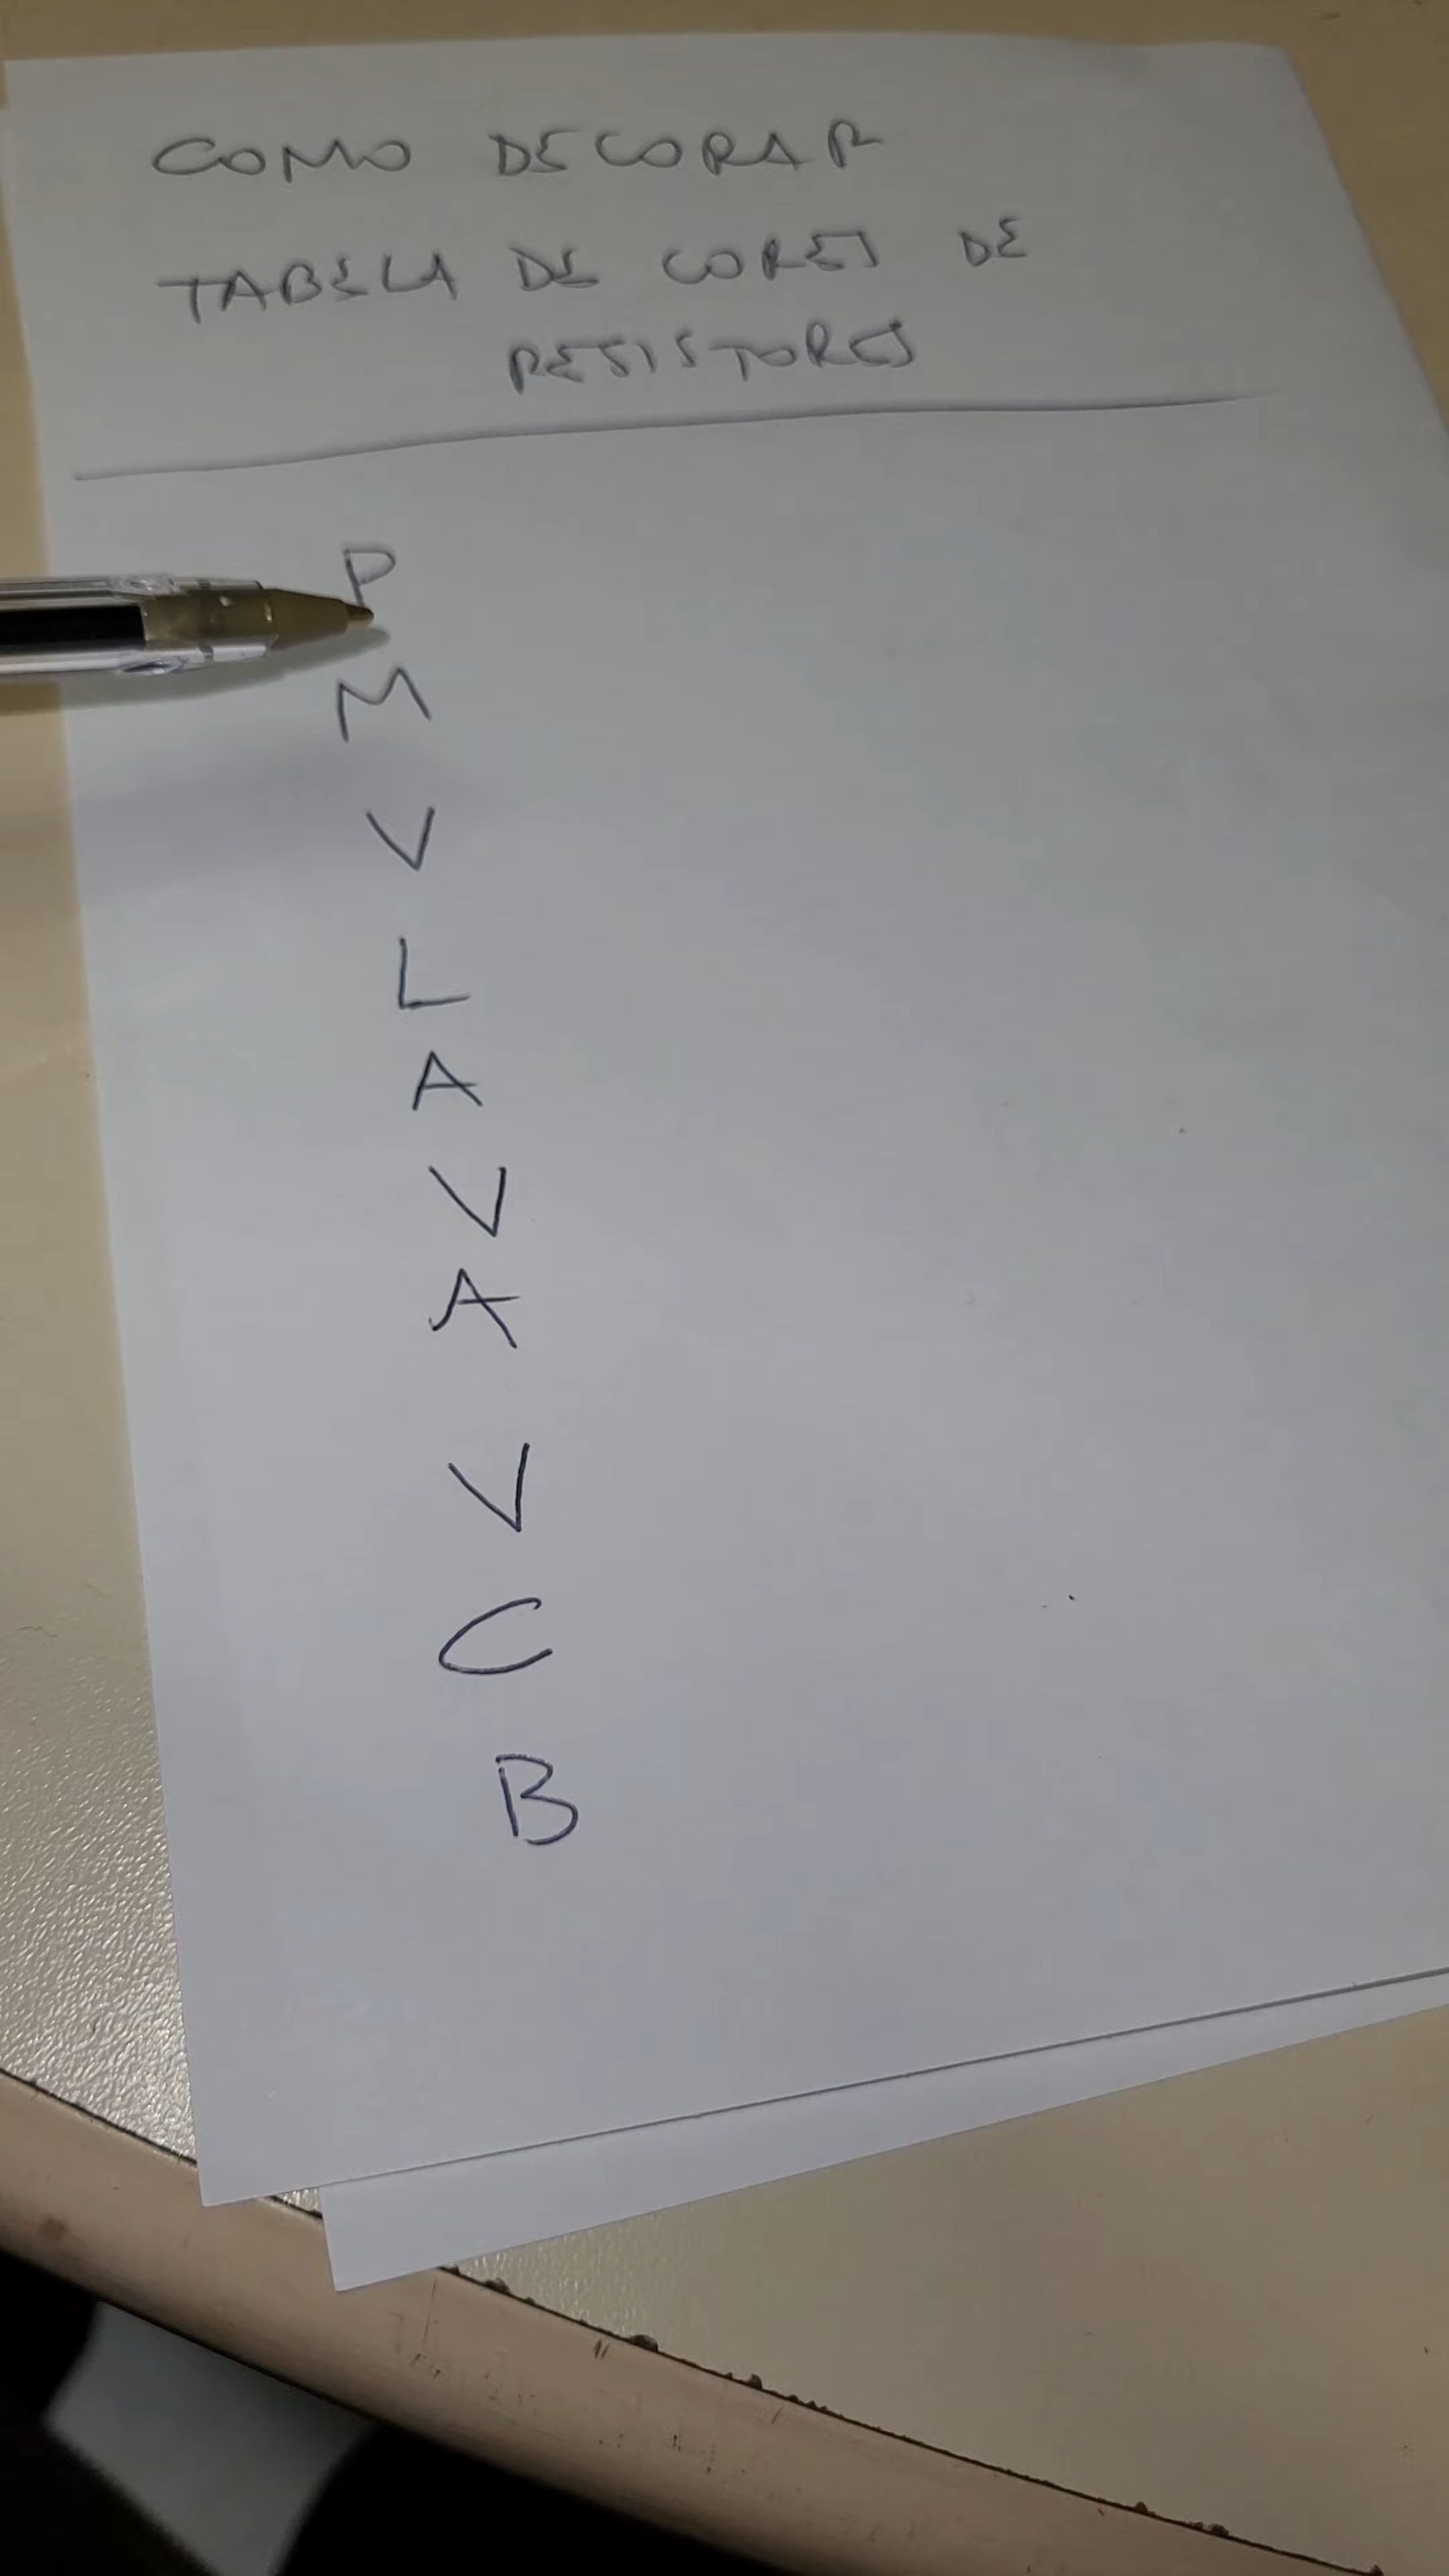 COMO DECORAR
TABELA DE CORES DE
RESISTORES
P
M
V
L
A
V
A
V
C
B